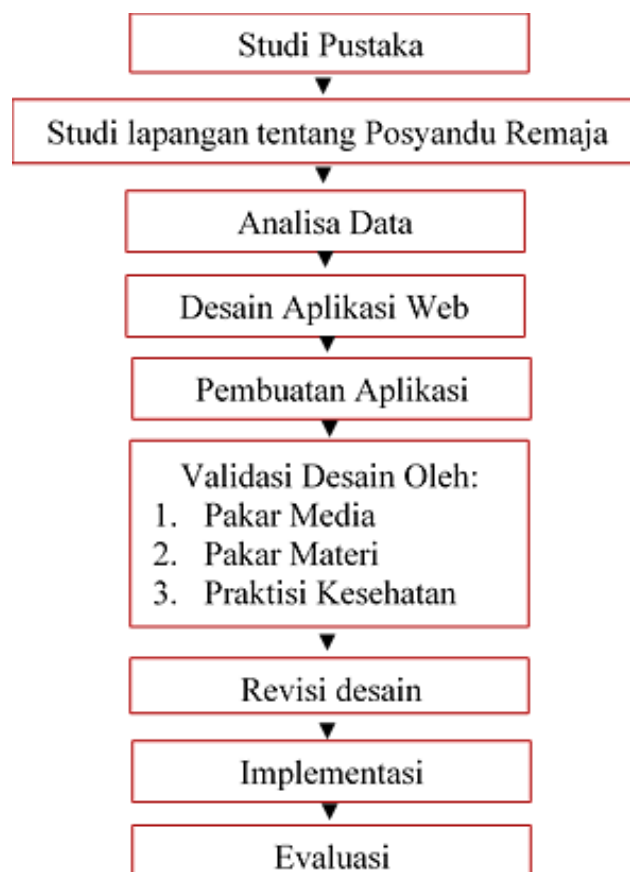 Studi Pustaka
Studi lapangan tentang Posyandu Remaja
Analisa Data
Desain Aplikasi Web
Pembuatan Aplikasi
Validasi Desain Oleh:
1. Pakar Media
2. Pakar Materi
3. Praktisi Kesehatan
Revisi desain
Implementasi
Evaluasi